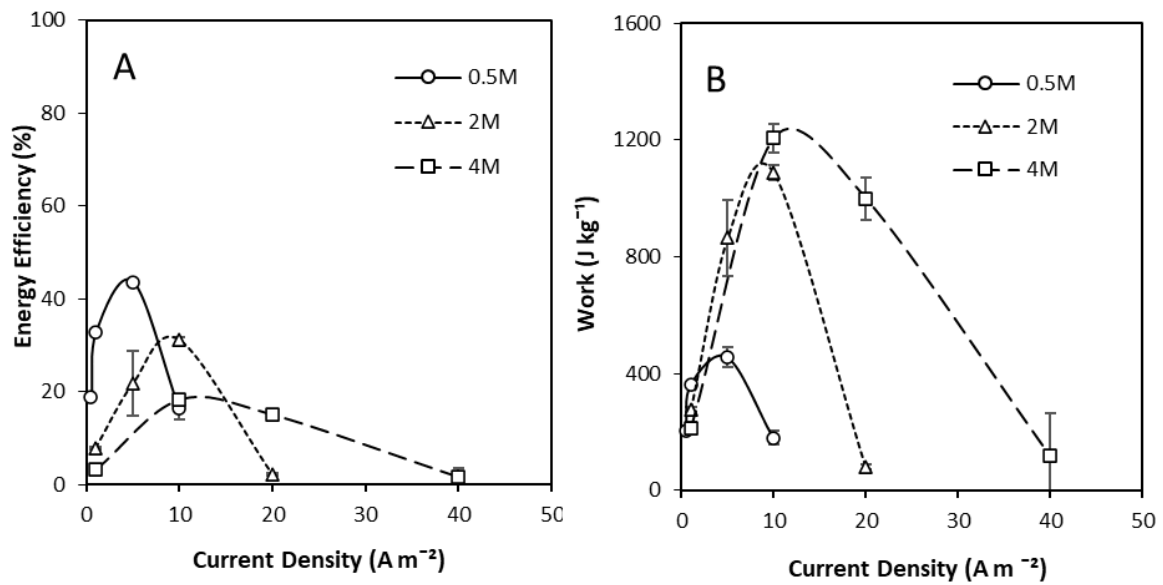 A
Energy Efficiency (%)
100
80
60
40
20
0
0 10 20 30 40 50
Current Density (A m⁻²)
0.5M
2M
4M
B
Work (J kg⁻¹)
1600
1200
800
400
0
0 10 20 30 40 50
Current Density (A m⁻²)
0.5M
2M
4M